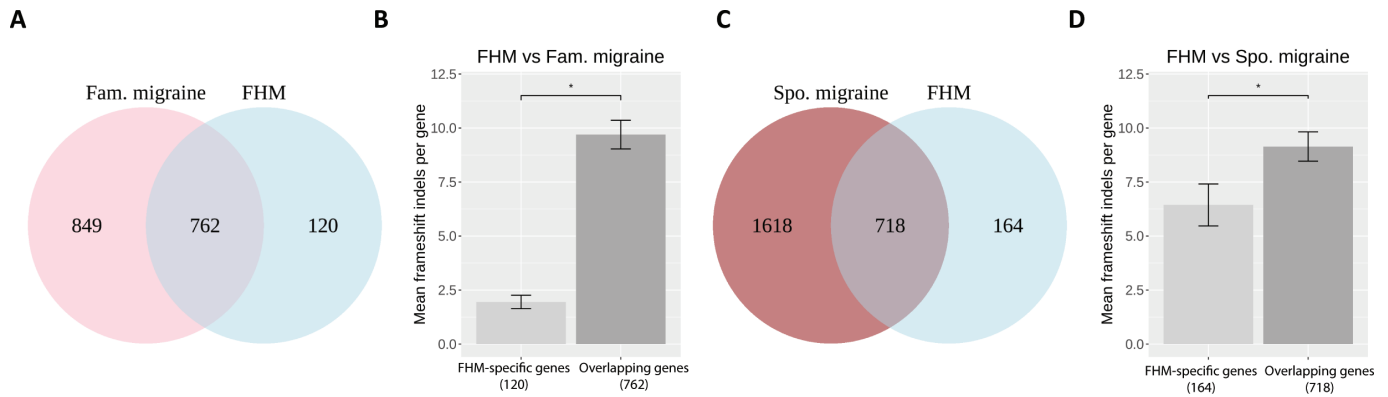 A
Fam. migraine FHM
849 762 120
B
FHM vs Fam. migraine
Mean frameshift indels per gene
12.5
10.0
7.5
5.0
2.5
0.0
*
FHM-specific genes
(120)
Overlapping genes
(762)
C
Spo. migraine FHM
1618 718 164
D
FHM vs Spo. migraine
Mean frameshift indels per gene
12.5
10.0
7.5
5.0
2.5
0.0
*
FHM-specific genes
(164)
Overlapping genes
(718)